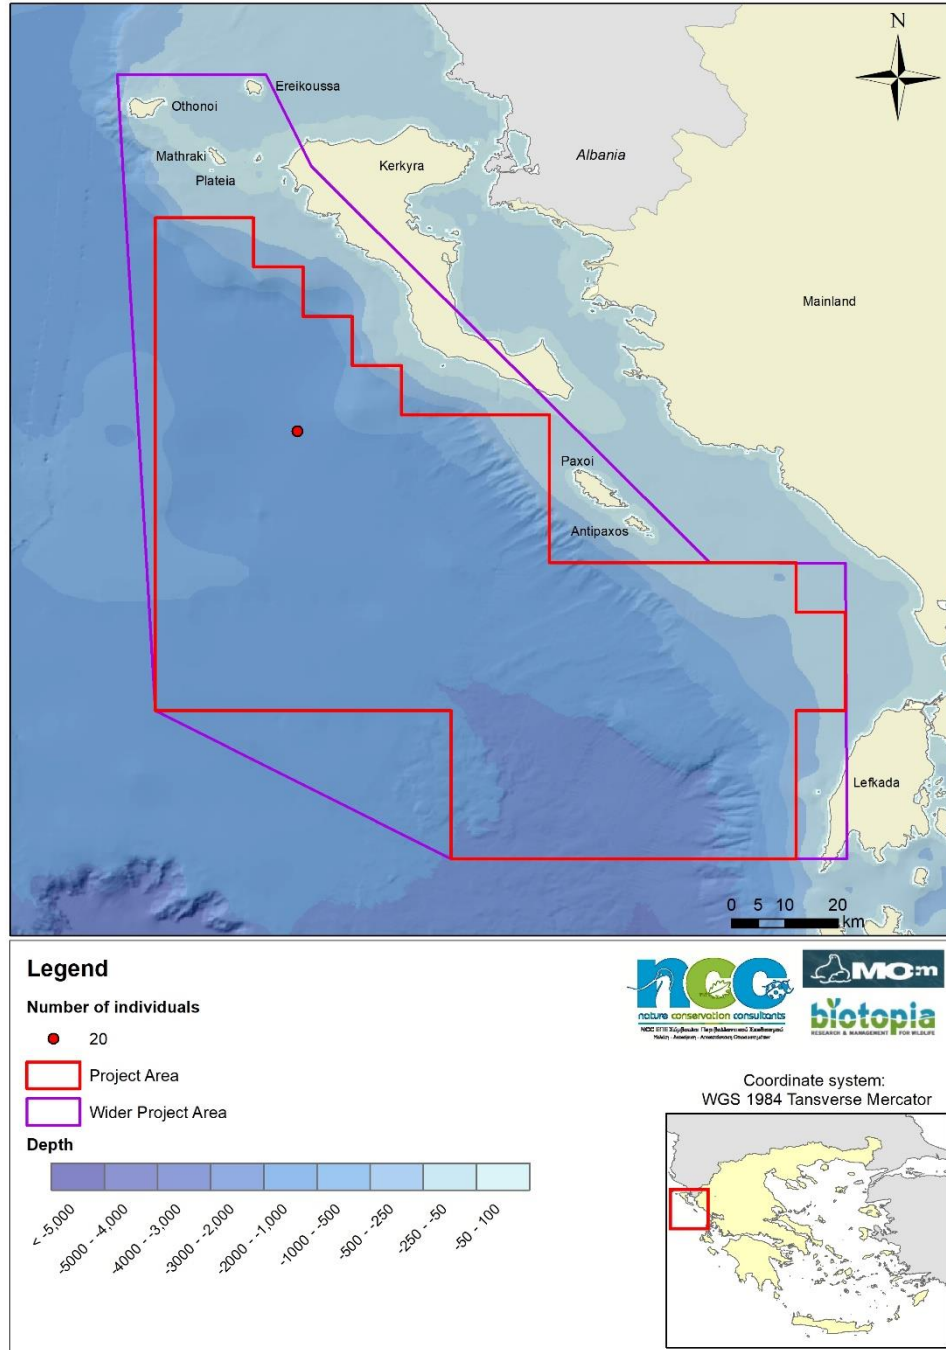 N
Ereikoussa
Othonoi
Mathraki
Plateia
Kerkyra
Albania
Mainland
Paxoi
Antipaxos
Lefkada
0 5 10 20
km
Legend
Number of individuals
20
Project Area
Wider Project Area
Depth
< -5,000
-5000 - -4,000
-4000 - -3,000
-3000 - -2,000
-2000 - -1,000
-1000 - -500
-500 - -250
-250 - -50
-50 - 100
ncc
nature conservation consultants
MOm
biotopia
RESEARCH & MANAGEMENT FOR WILDLIFE
Coordinate system:
WGS 1984 Tansverse Mercator